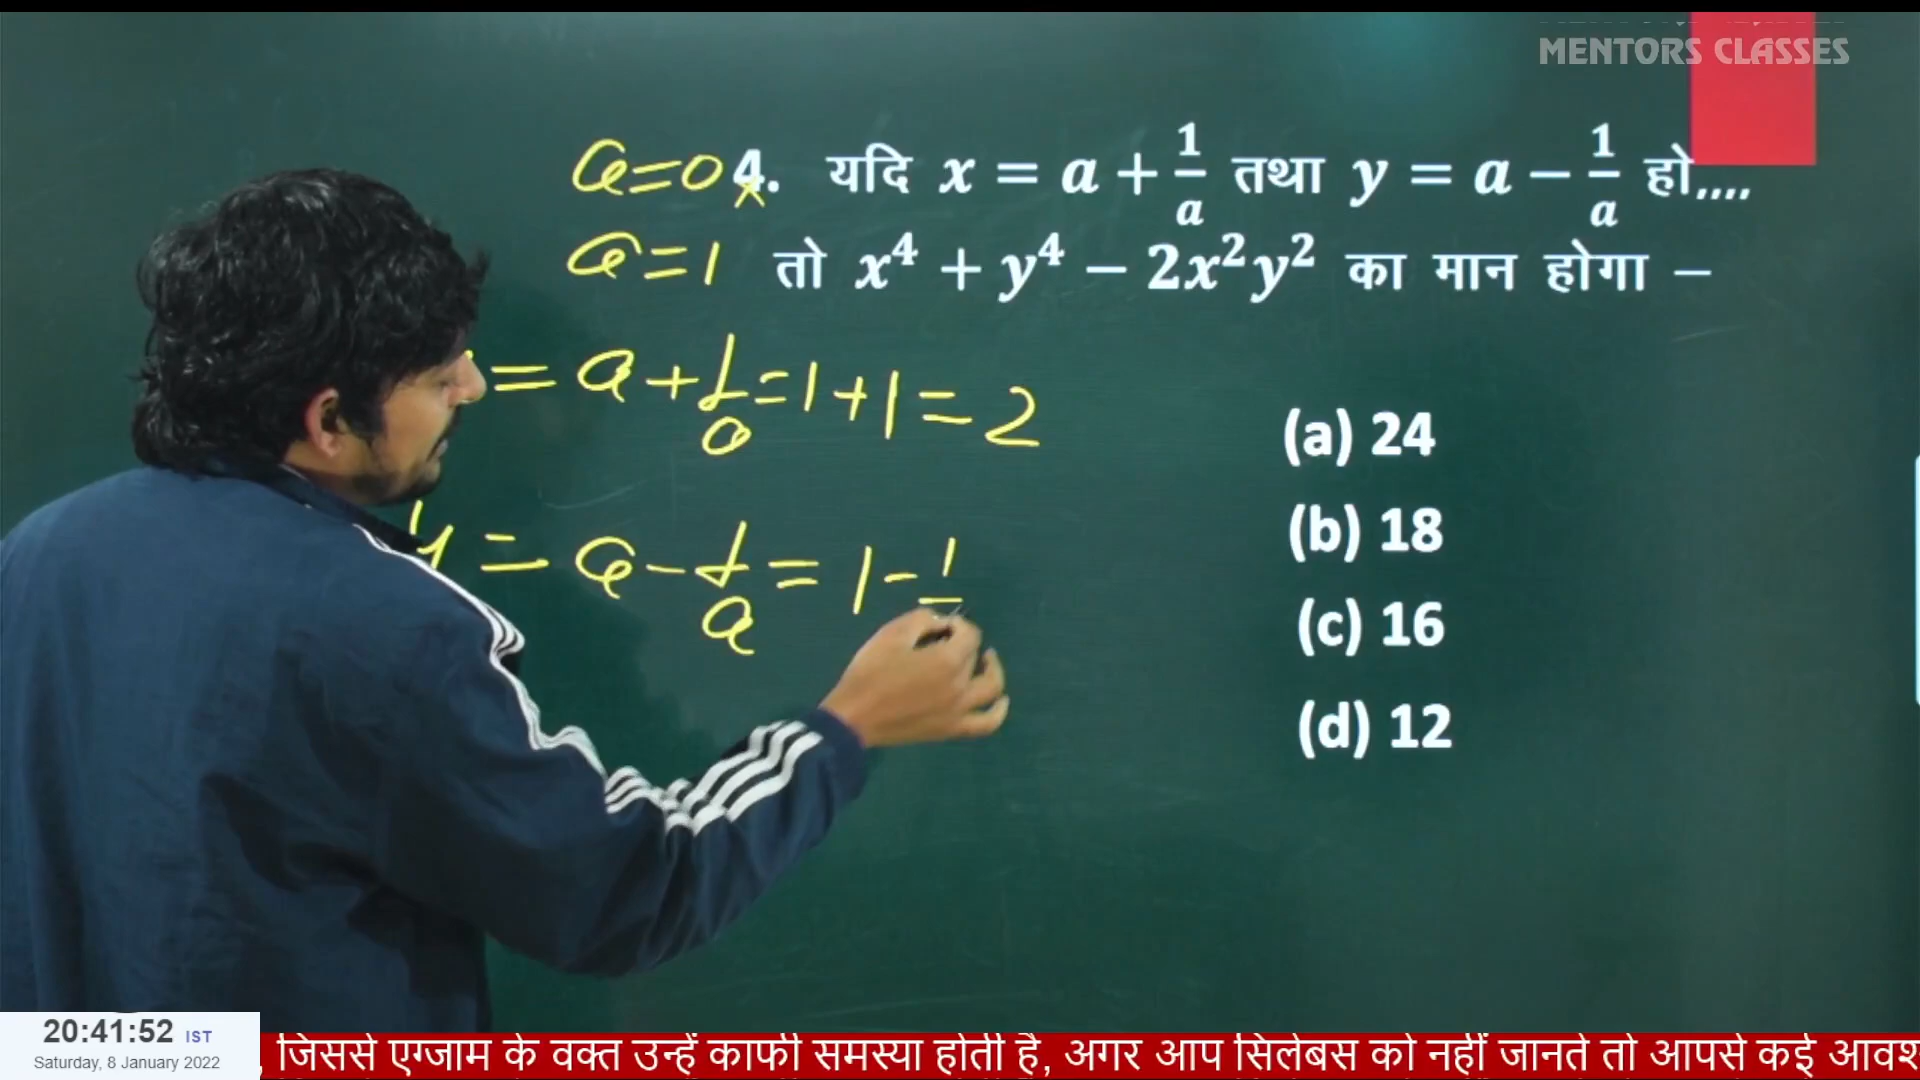 MENTORS CLASSES
a=0 4. यदि x = a + 1/a तथा y = a − 1/a हो....
a=1 तो x⁴ + y⁴ − 2x²y² का मान होगा −
= a + 1/a = 1+1 = 2
(a) 24
y = a - 1/a = 1 - 1
(b) 18
(c) 16
(d) 12
20:41:52 IST
Saturday, 8 January 2022
, जिससे एग्जाम के वक्त उन्हें काफी समस्या होती है, अगर आप सिलेबस को नहीं जानते तो आपसे कई आवश